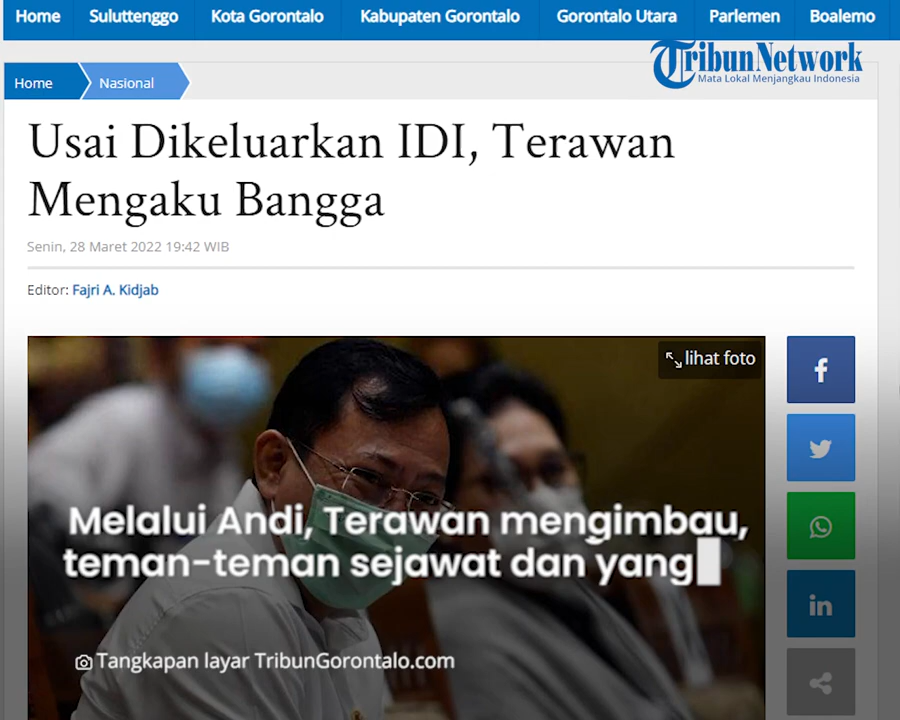 Home Suluttenggo Kota Gorontalo Kabupaten Gorontalo Gorontalo Utara Parlemen Boalemo
TribunNetwork
Mata Lokal Menjangkau Indonesia
Home Nasional
Usai Dikeluarkan IDI, Terawan
Mengaku Bangga
Senin, 28 Maret 2022 19:42 WIB
Editor: Fajri A. Kidjab
lihat foto
Melalui Andi, Terawan mengimbau,
teman-teman sejawat dan yang
Tangkapan layar TribunGorontalo.com